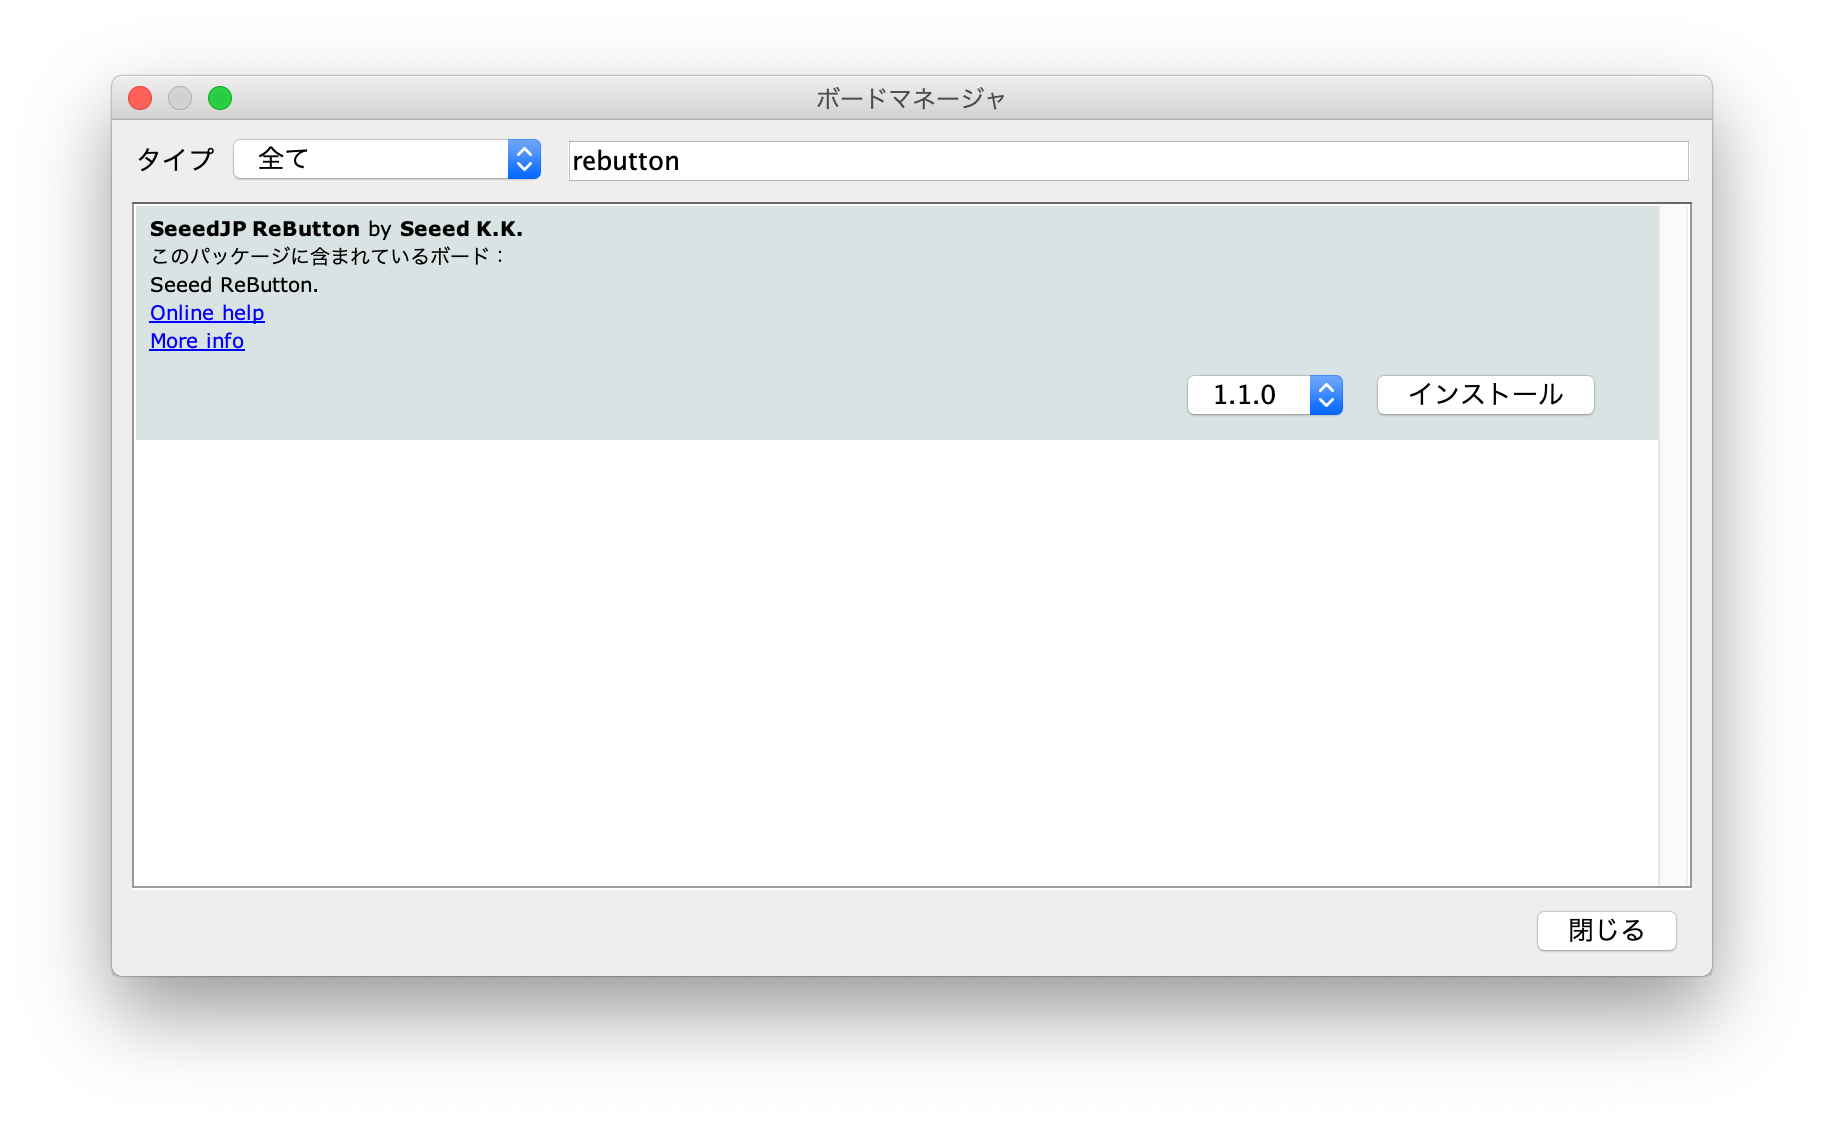 ボードマネージャ
タイプ 全て rebutton
SeeedJP ReButton by Seeed K.K.
このパッケージに含まれているボード：
Seeed ReButton.
Online help
More info
1.1.0 インストール
閉じる